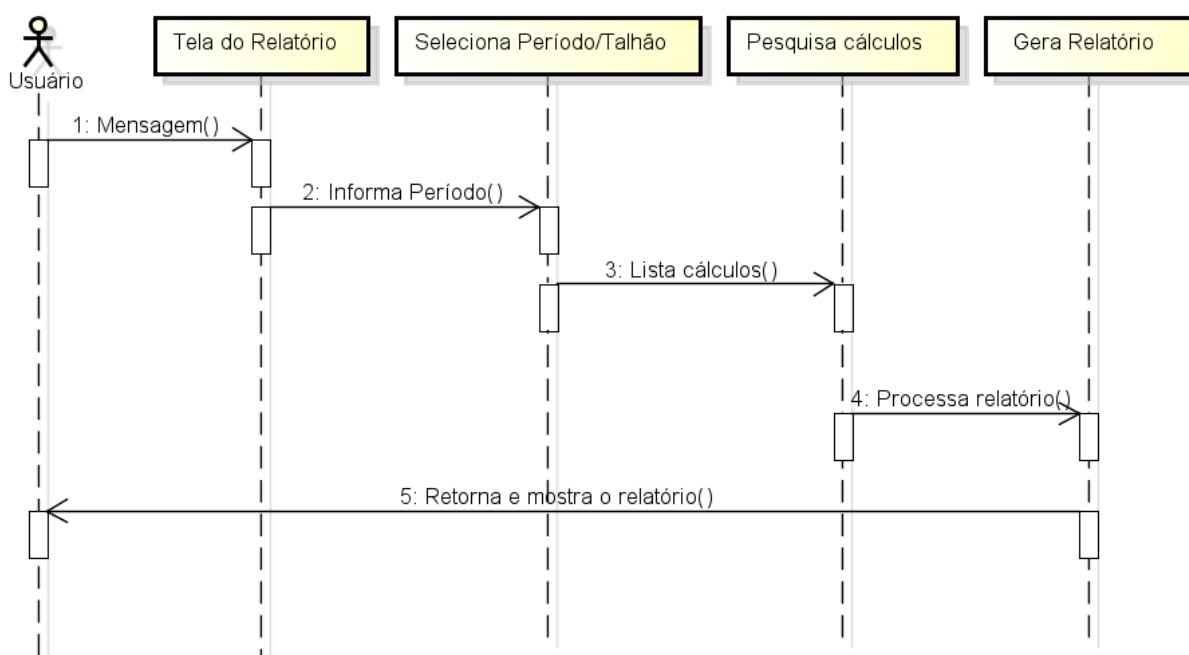 Usuário
Tela do Relatório
Seleciona Período/Talhão
Pesquisa cálculos
Gera Relatório
1: Mensagem()
2: Informa Período()
3: Lista cálculos()
4: Processa relatório()
5: Retorna e mostra o relatório()